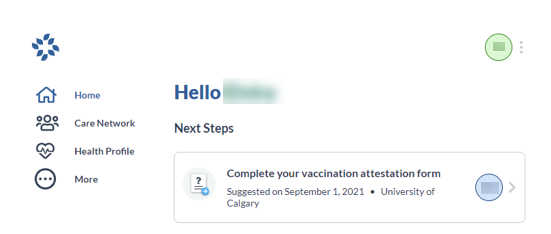 Hello
Home
Care Network
Health Profile
More
Next Steps
Complete your vaccination attestation form
Suggested on September 1, 2021 • University of
Calgary